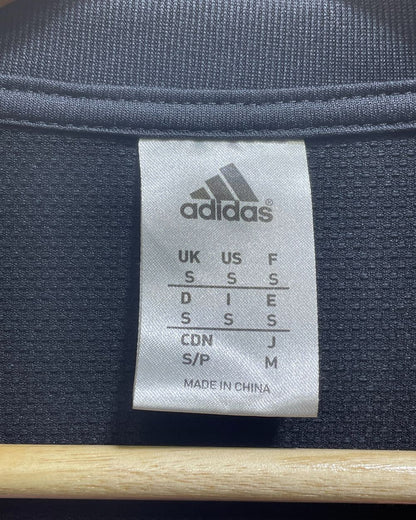 adidas
UK US F
S S S
D I E
S S S
CDN J
S/P M
MADE IN CHINA